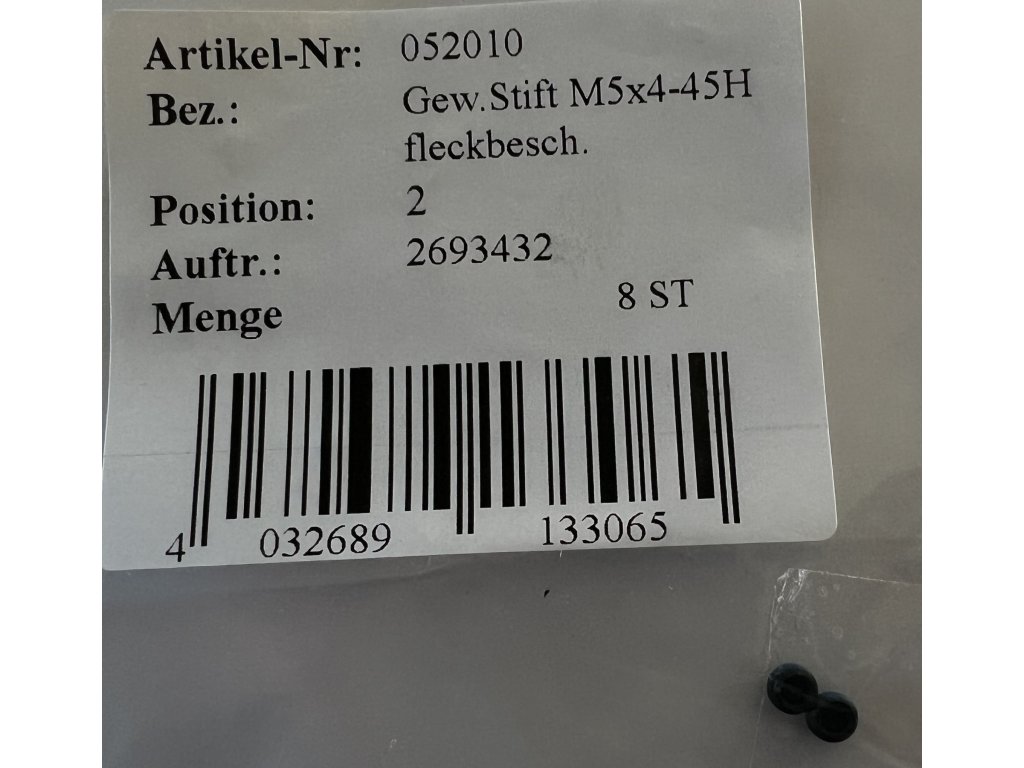 Artikel-Nr: 052010
Bez.: Gew.Stift M5x4-45H
fleckbesch.
Position: 2
Auftr.: 2693432
Menge 8 ST
4 032689 133065